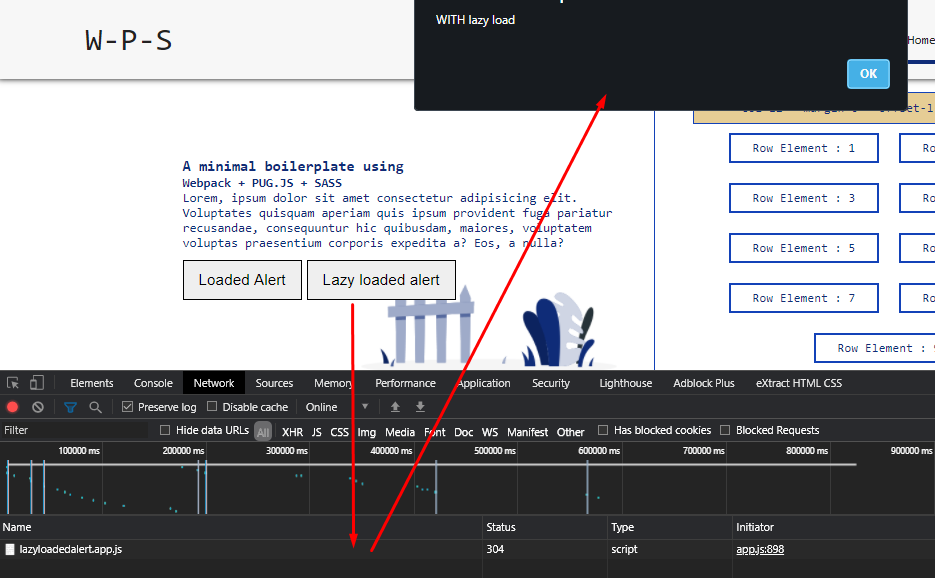 WITH lazy load
W-P-S
Home
OK
Row Element : 1
Row Element : 3
Row Element : 5
Row Element : 7
Row Element :
A minimal boilerplate using
Webpack + PUG.JS + SASS
Lorem, ipsum dolor sit amet consectetur adipisicing elit.
Voluptates quisquam aperiam quis ipsum provident fuga pariatur
recusandae, consequuntur hic quibusdam, maiores, voluptatem
voluptas praesentium corporis expedita a? Eos, a nulla?
Loaded Alert Lazy loaded alert
Elements Console Network Sources Memory Performance Application Security Lighthouse Adblock Plus eXtract HTML CSS
Preserve log Disable cache Online
Filter Hide data URLs All XHR JS CSS Img Media Font Doc WS Manifest Other Has blocked cookies Blocked Requests
100000 ms 200000 ms 300000 ms 400000 ms 500000 ms 600000 ms 700000 ms 800000 ms 900000 ms
Name Status Type Initiator
lazyloadedalert.app.js 304 script app.js:898